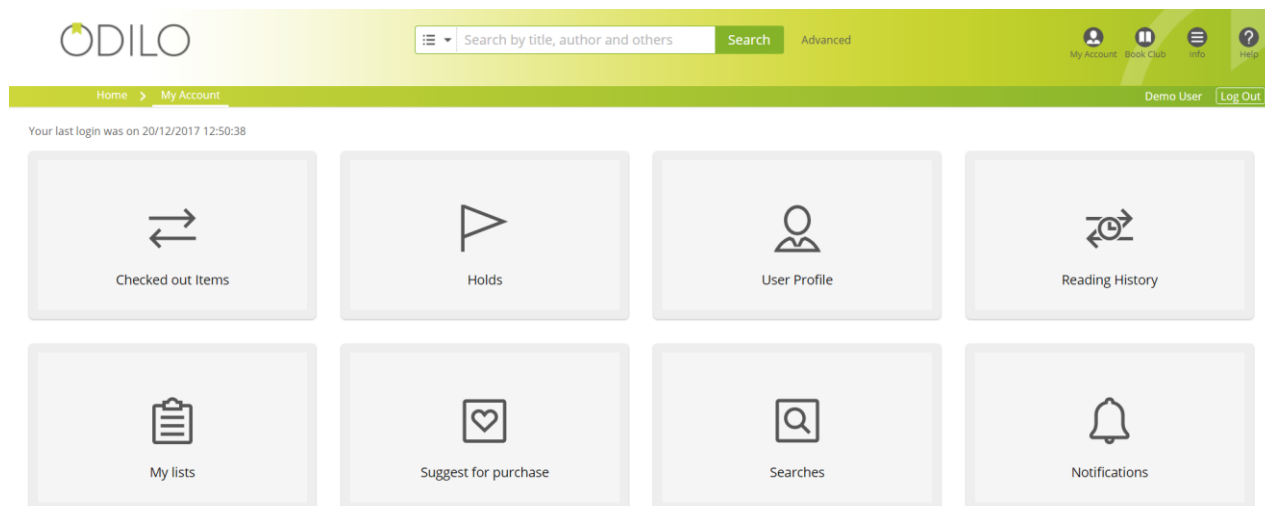 ODILO
Search by title, author and others
Search
Advanced
My Account
Book Club
Info
Help
Home
My Account
Demo User
Log Out
Your last login was on 20/12/2017 12:50:38
Checked out Items
Holds
User Profile
Reading History
My lists
Suggest for purchase
Searches
Notifications